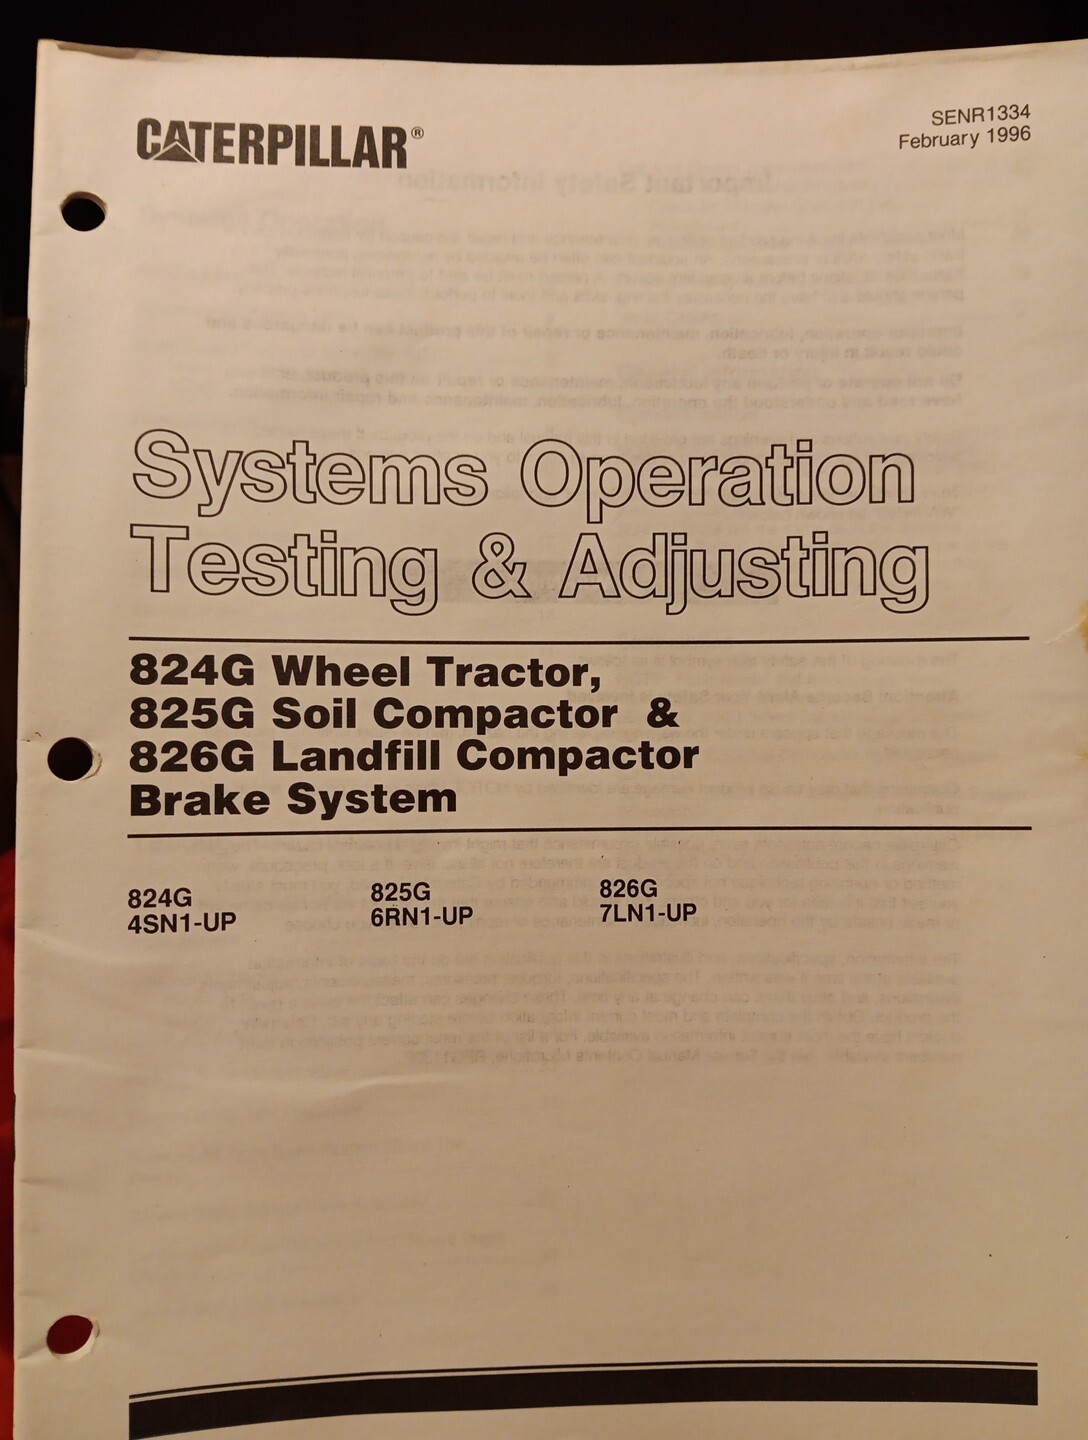 CATERPILLAR®
SENR1334
February 1996
Systems Operation
Testing & Adjusting
824G Wheel Tractor,
825G Soil Compactor &
826G Landfill Compactor
Brake System
824G
4SN1-UP
825G
6RN1-UP
826G
7LN1-UP